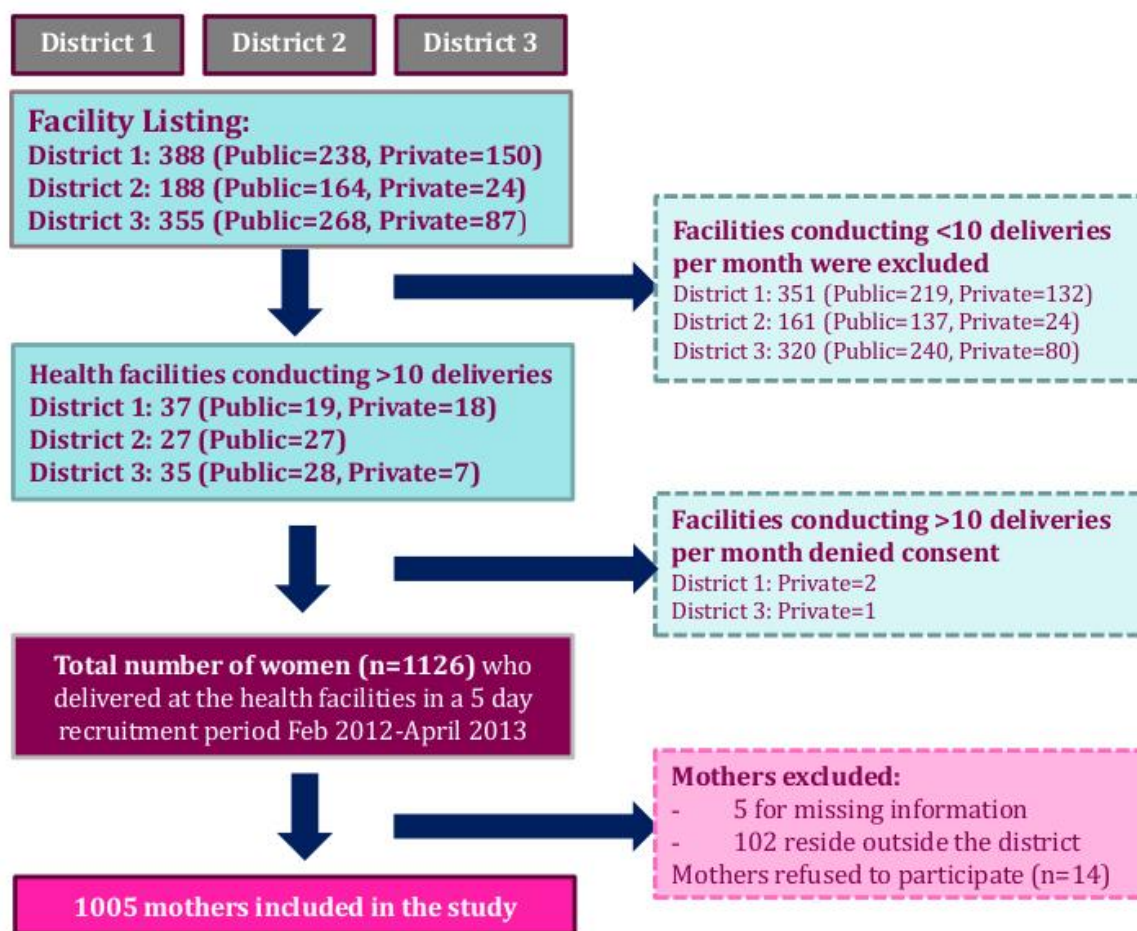 District 1
District 2
District 3
Facility Listing:
District 1: 388 (Public=238, Private=150)
District 2: 188 (Public=164, Private=24)
District 3: 355 (Public=268, Private=87)
Facilities conducting <10 deliveries
per month were excluded
District 1: 351 (Public=219, Private=132)
District 2: 161 (Public=137, Private=24)
District 3: 320 (Public=240, Private=80)
Health facilities conducting >10 deliveries
District 1: 37 (Public=19, Private=18)
District 2: 27 (Public=27)
District 3: 35 (Public=28, Private=7)
Facilities conducting >10 deliveries
per month denied consent
District 1: Private=2
District 3: Private=1
Total number of women (n=1126) who
delivered at the health facilities in a 5 day
recruitment period Feb 2012-April 2013
Mothers excluded:
- 5 for missing information
- 102 reside outside the district
Mothers refused to participate (n=14)
1005 mothers included in the study